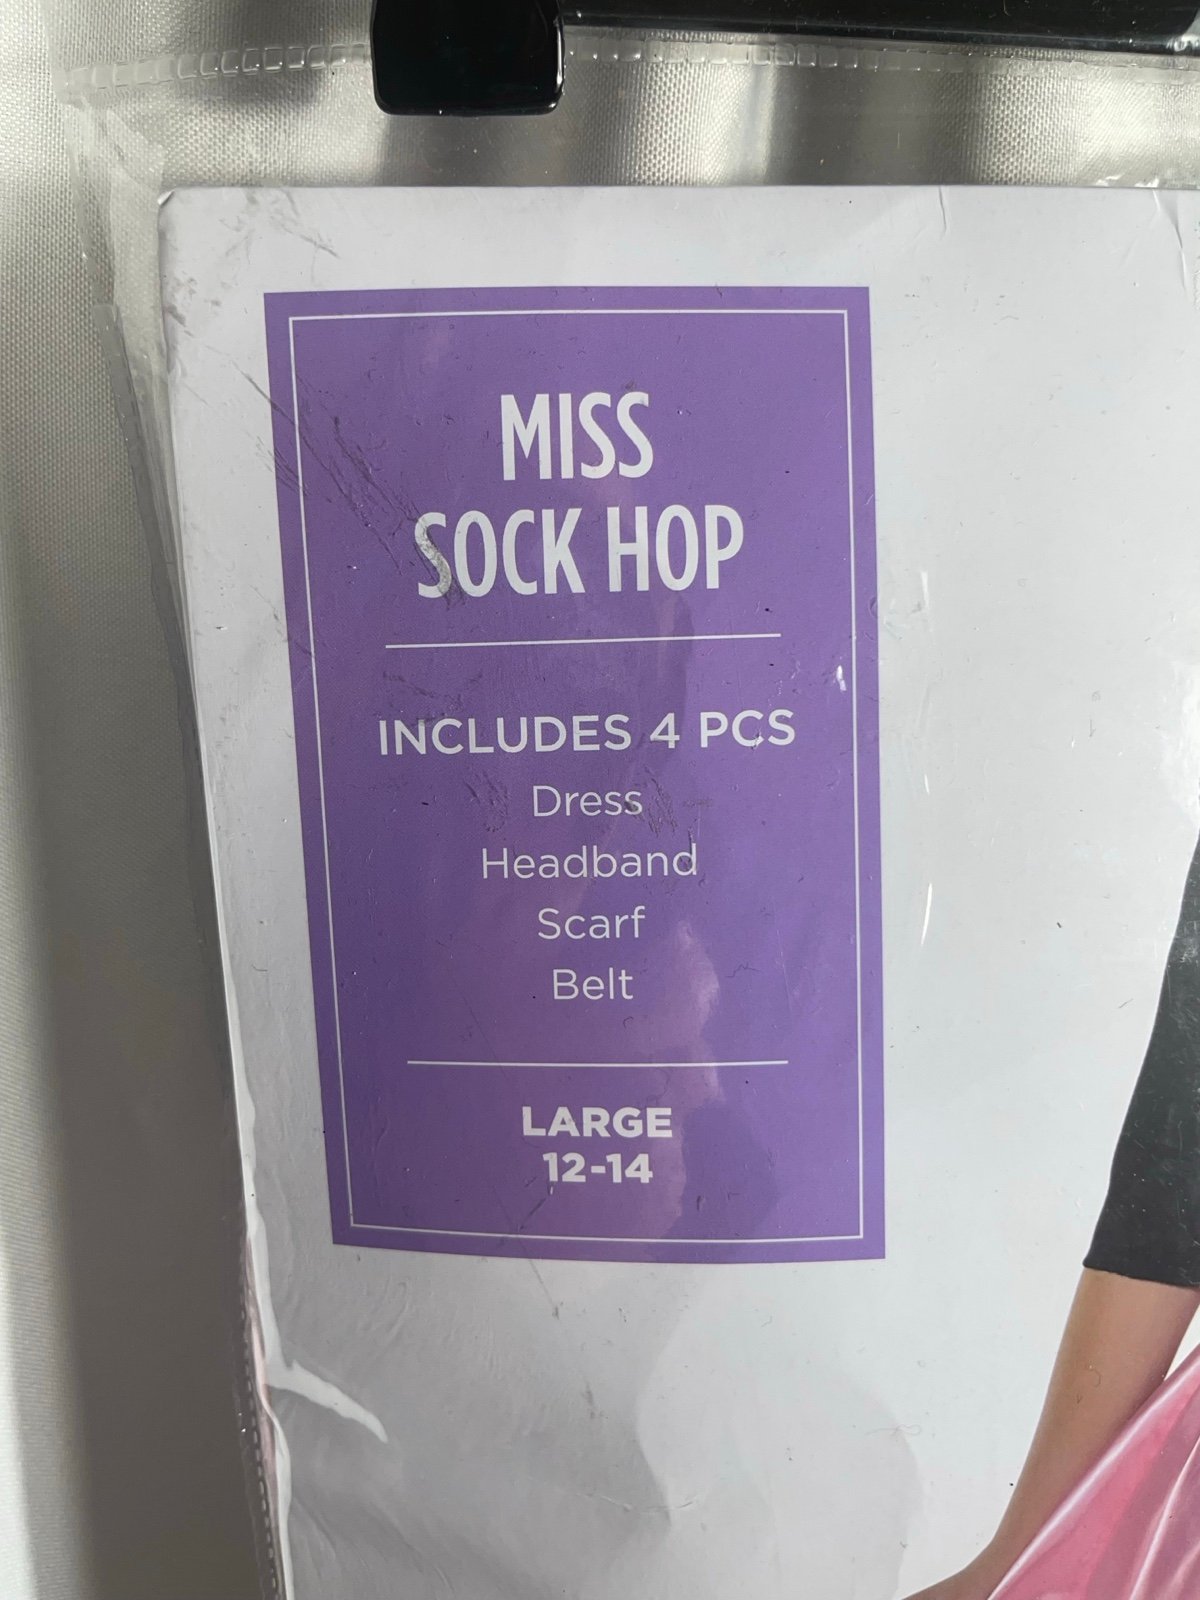 MISS
SOCK HOP
INCLUDES 4 PCS
Dress
Headband
Scarf
Belt
LARGE
12-14